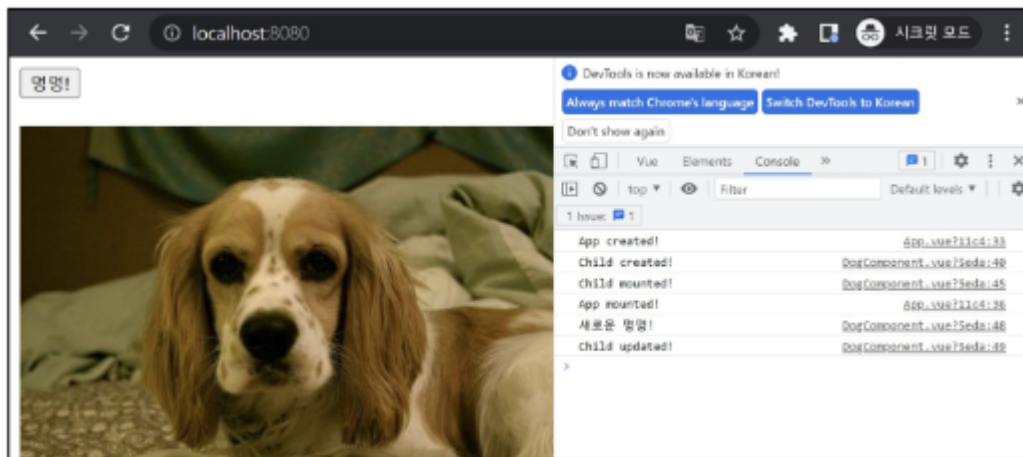 localhost:8080
시크릿 모드
멍멍!
DevTools is now available in Korean!
Always match Chrome's language
Switch DevTools to Korean
Don't show again
Vue Elements Console » 1
top ▼ Filter Default levels ▼
1 Issue: 1
App created! App.vue?11c4:33
Child created! DogComponent.vue?5eda:40
Child mounted! DogComponent.vue?5eda:45
App mounted! App.vue?11c4:36
새로운 멍멍! DogComponent.vue?5eda:48
Child updated! DogComponent.vue?5eda:49